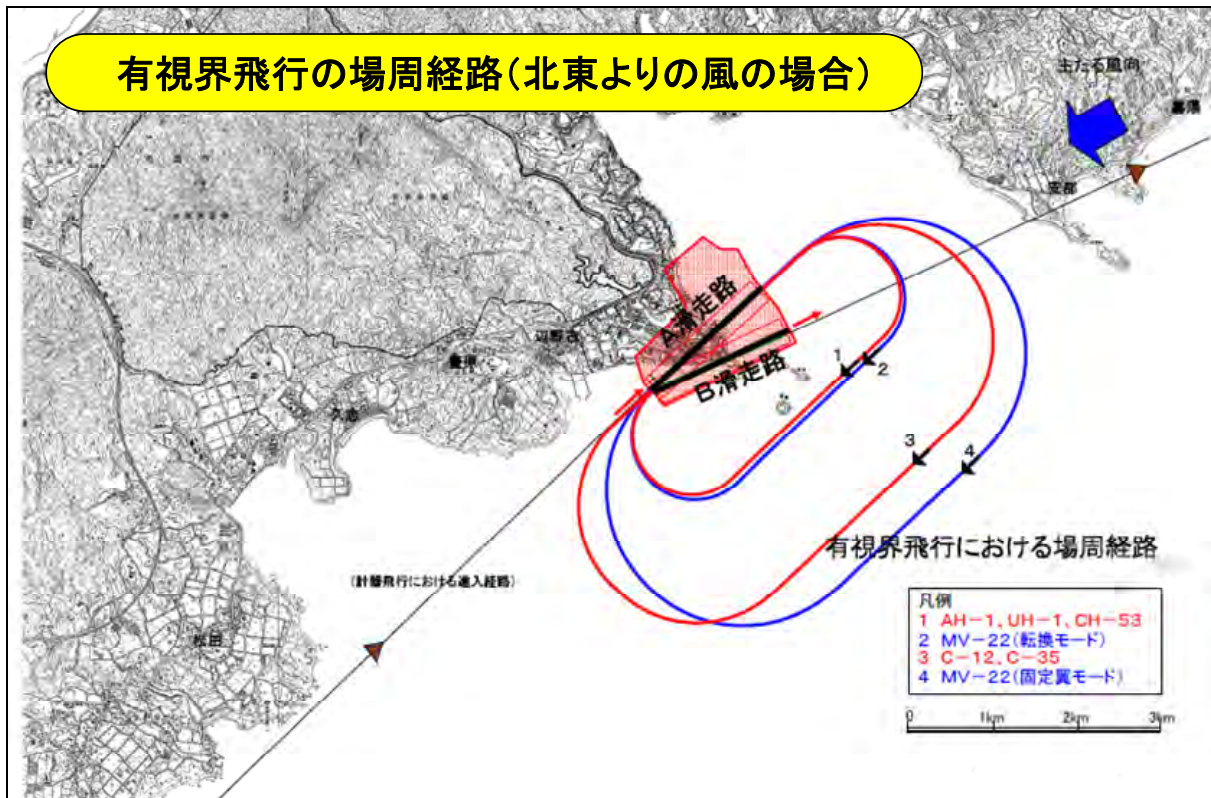 有視界飛行の場周経路(北東よりの風の場合)
主たる風向
嘉陽
安部
A滑走路
辺野古
豊原
B滑走路
1
2
久志
3
4
有視界飛行における場周経路
(計器飛行における進入経路)
松田
凡例
1 AH-1、UH-1、CH-53
2 MV-22(転換モード)
3 C-12、C-35
4 MV-22(固定翼モード)
0 1km 2km 3km